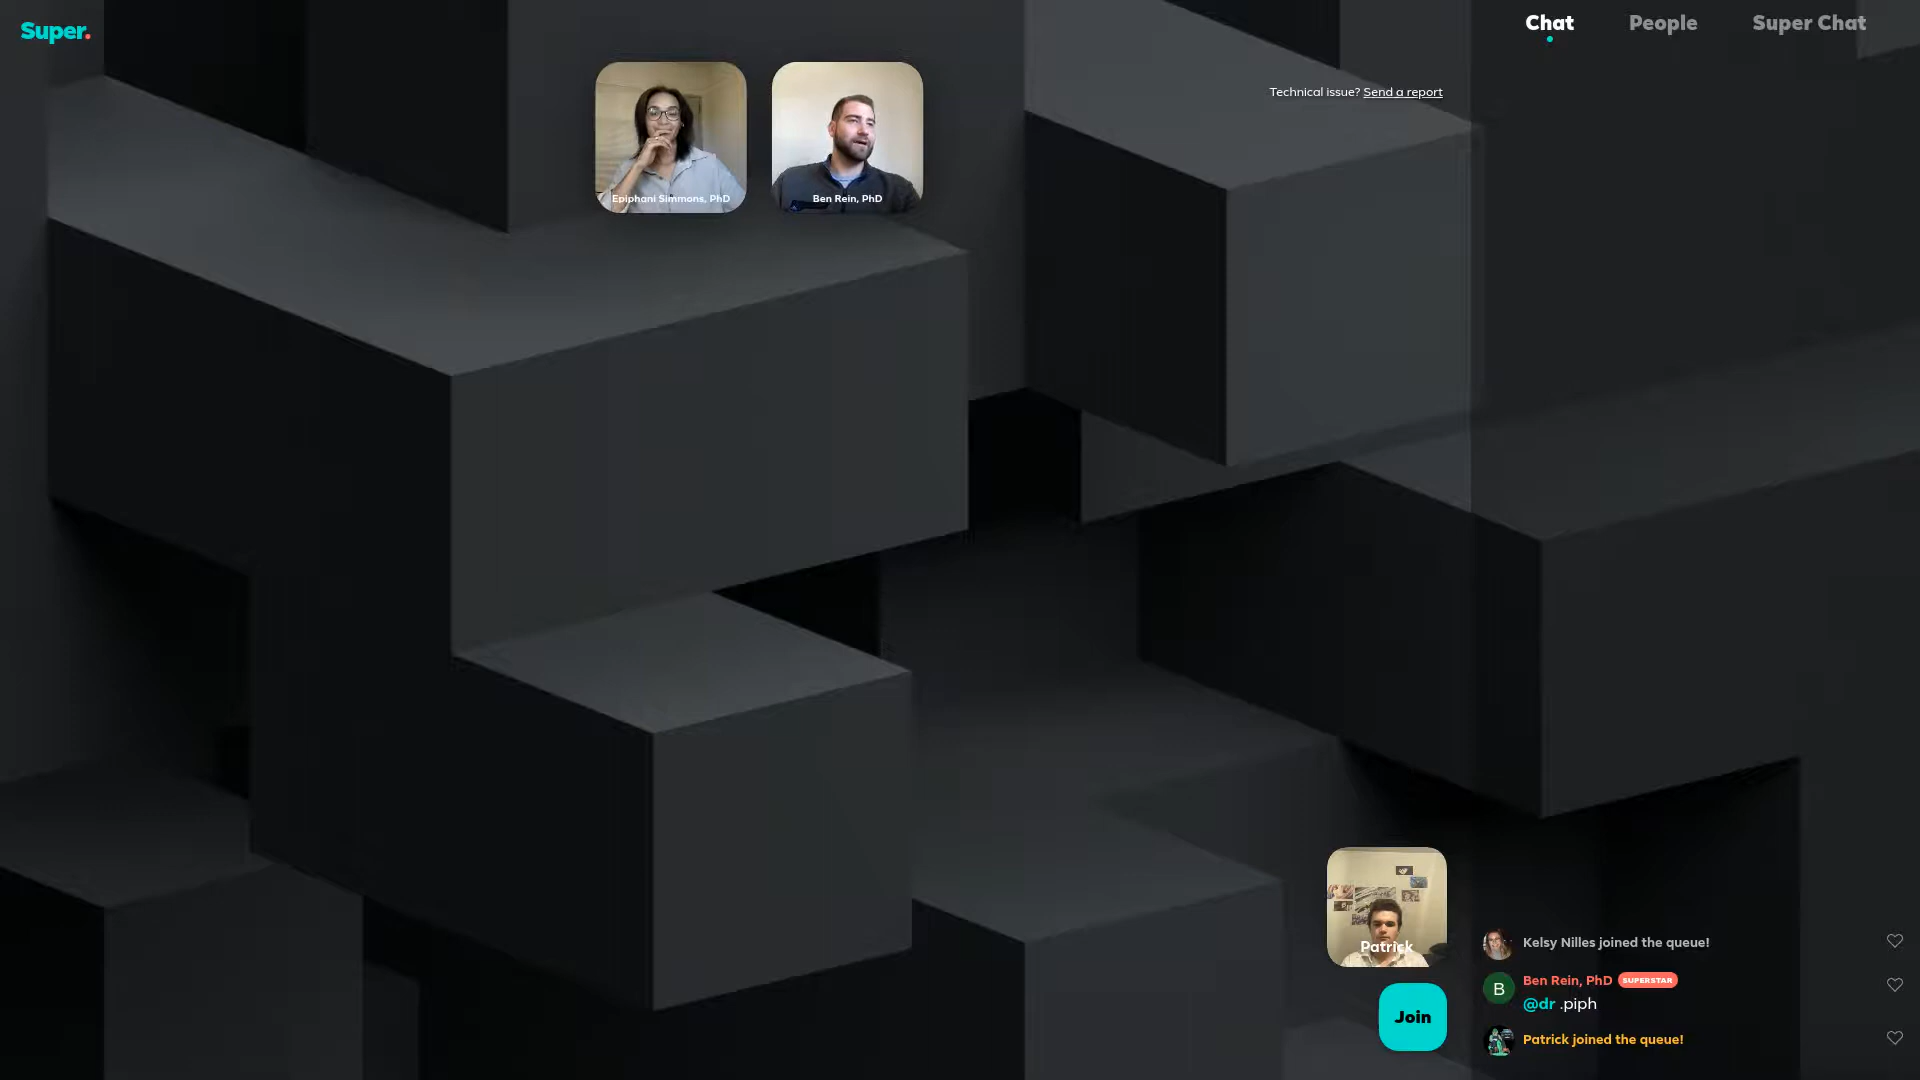 Super.
Chat
People
Super Chat
Technical issue? Send a report
Epiphani Simmons, PhD
Ben Rein, PhD
Patrick
Kelsy Nilles joined the queue!
B
Ben Rein, PhD SUPERSTAR
@dr .piph
Join
Patrick joined the queue!